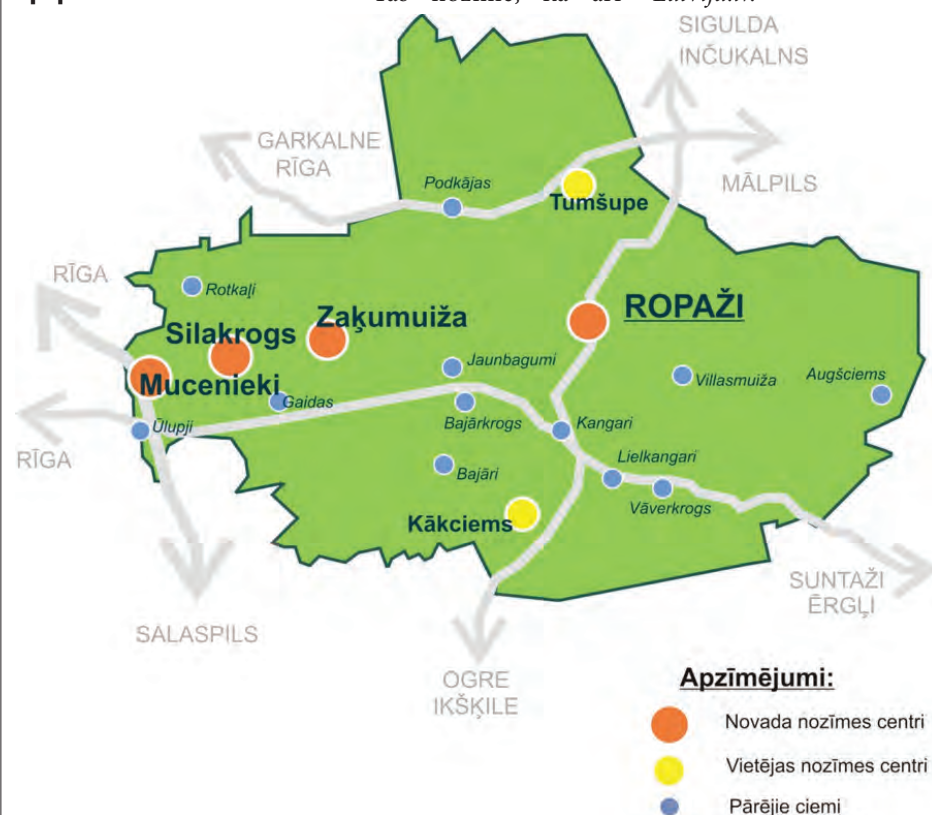 SIGULDA
INČUKALNS
GARKALNE
RĪGA
MĀLPILS
Podkājas
Tumšupe
RĪGA
Rotkaļi
ROPAŽI
Zaķumuiža
Silakrogs
Mucenieki
Jaunbagumi
Villasmuiža
Augšciems
Gaidas
Bajārkrogs
Kangari
Ūlupji
RĪGA
Bajāri
Lielkangari
Vāverkrogs
Kākciems
SUNTAŽI
ĒRGĻI
SALASPILS
OGRE
IKŠĶILE
Apzīmējumi:
Novada nozīmes centri
Vietējas nozīmes centri
Pārējie ciemi